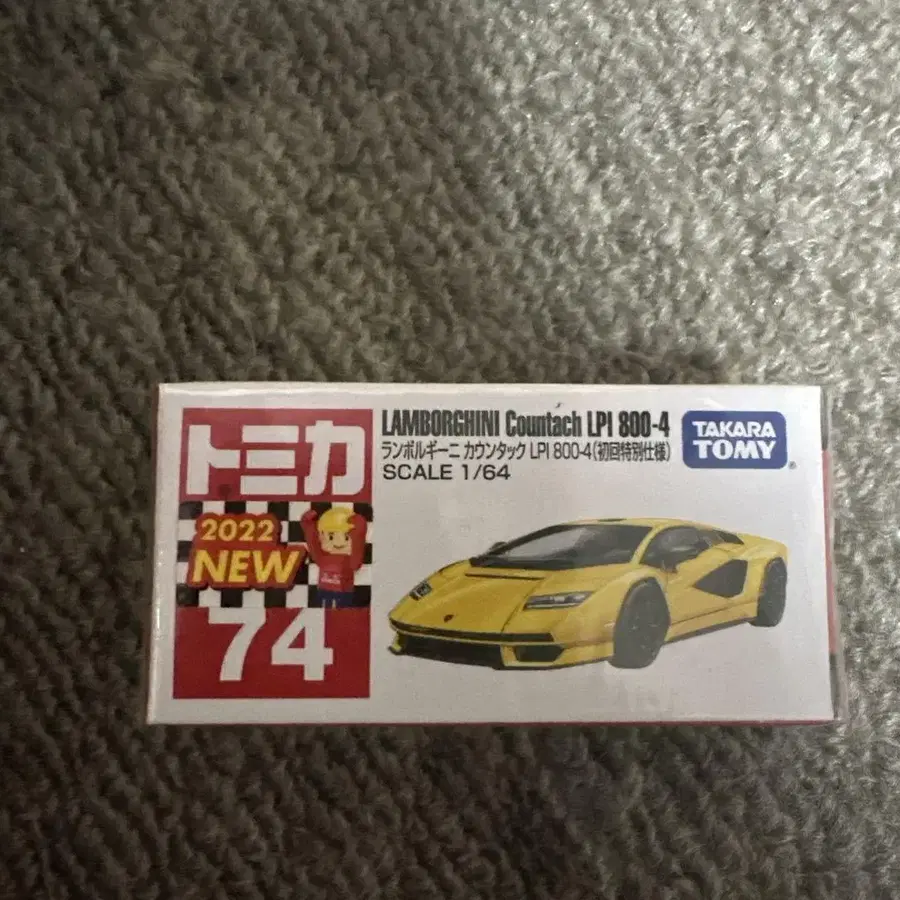 トミカ
2022
NEW
74
LAMBORGHINI Countach LPI 800-4
ランボルギーニ カウンタック LPI 800-4(初回特別仕様)
SCALE 1/64
TAKARA
TOMY®